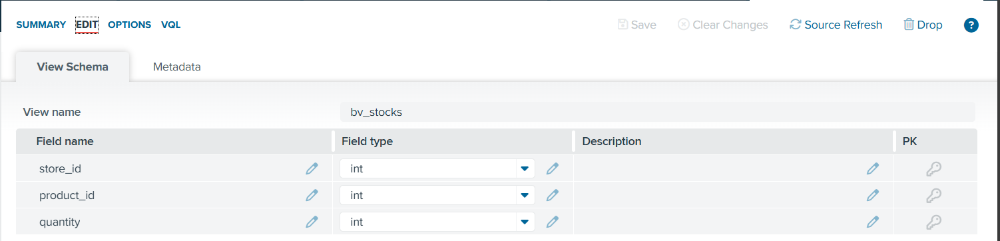 SUMMARY EDIT OPTIONS VQL Save Clear Changes Source Refresh Drop ?
View Schema Metadata
View name bv_stocks
Field name Field type Description PK
store_id int
product_id int
quantity int